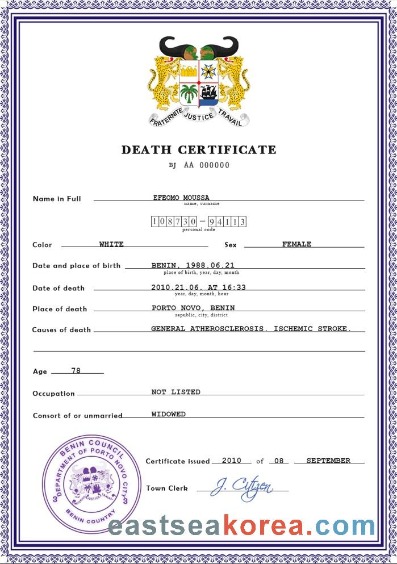 FRATERNITE JUSTICE TRAVAIL
DEATH CERTIFICATE
BJ AA 000000
Name in Full EFEOMO MOUSSA
name, surname
108730-94113
personal code
Color WHITE Sex FEMALE
Date and place of birth BENIN, 1988.06.21
place of birth, year, day, month
Date of death 2010.21.06. AT 16:33
year, day, month, hour
Place of death PORTO NOVO, BENIN
republic, city, district
Causes of death GENERAL ATHEROSCLEROSIS. ISCHEMIC STROKE.
Age 78
Occupation NOT LISTED
Consort of or unmarried WIDOWED
Certificate issued 2010 of 08 SEPTEMBER
Town Clerk J. Citizen
BENIN COUNCIL
DEPARTMENT OF PORTO NOVO CITY
3 3
BENIN COUNTRY
eastseakorea.com